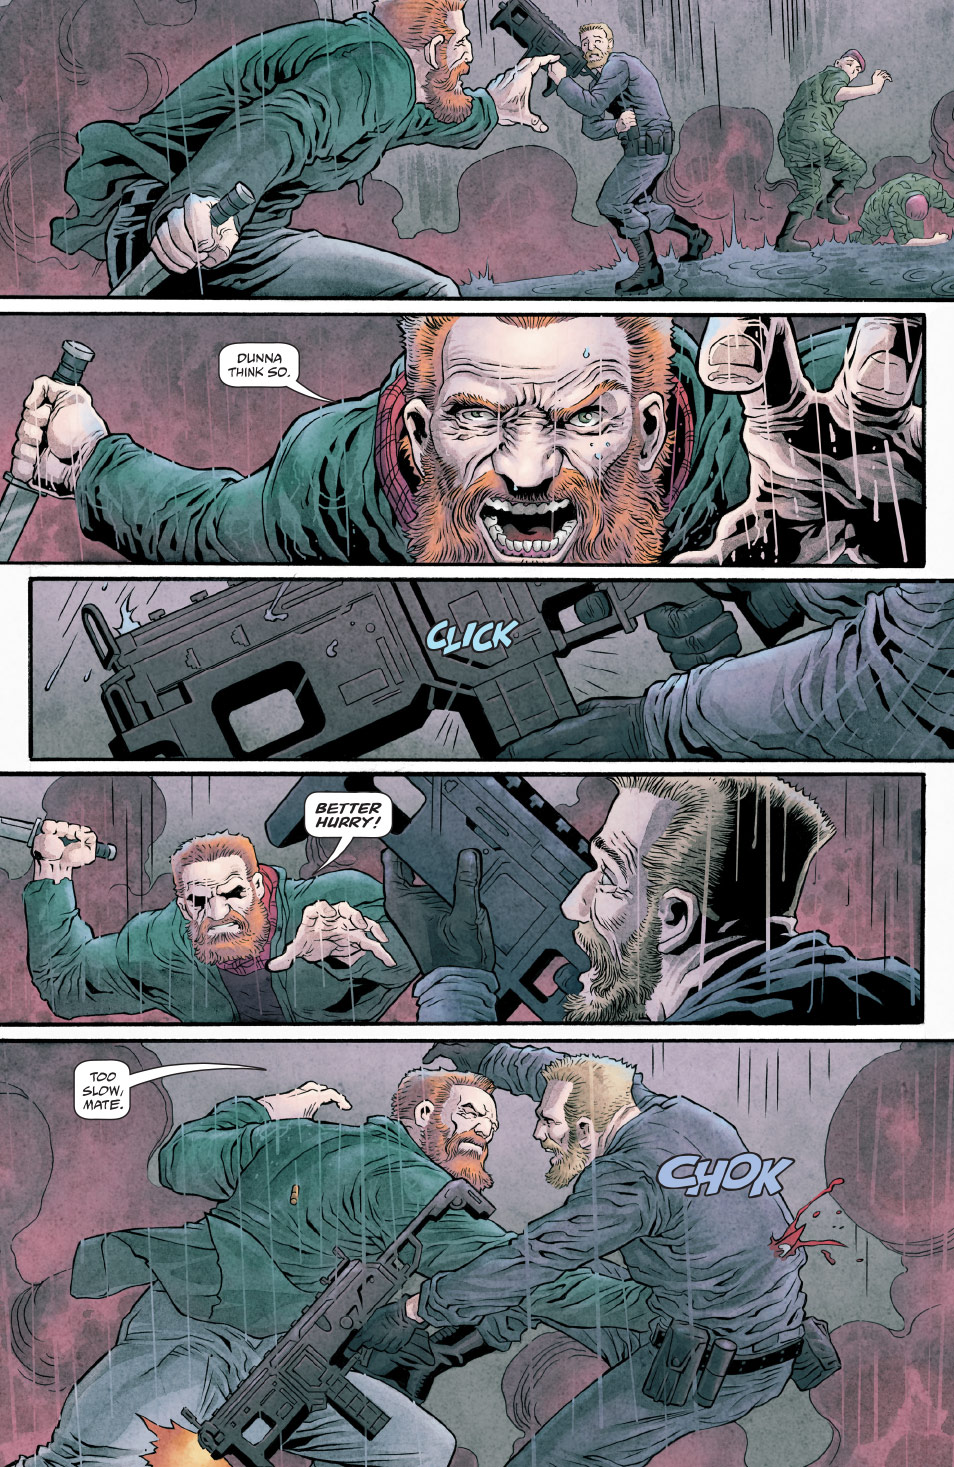 DUNNA
THINK SO.
CLICK
BETTER
HURRY!
TOO
SLOW,
MATE.
CHOK